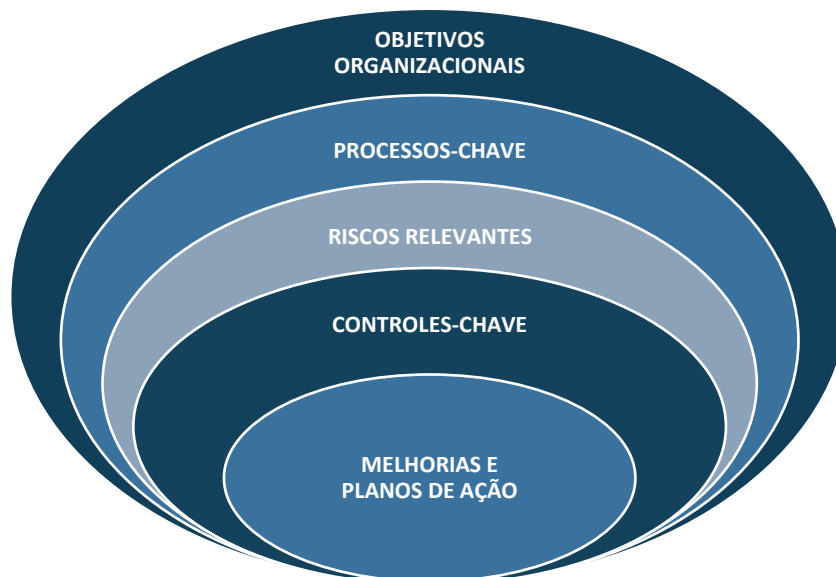 OBJETIVOS
ORGANIZACIONAIS
PROCESSOS-CHAVE
RISCOS RELEVANTES
CONTROLES-CHAVE
MELHORIAS E
PLANOS DE AÇÃO